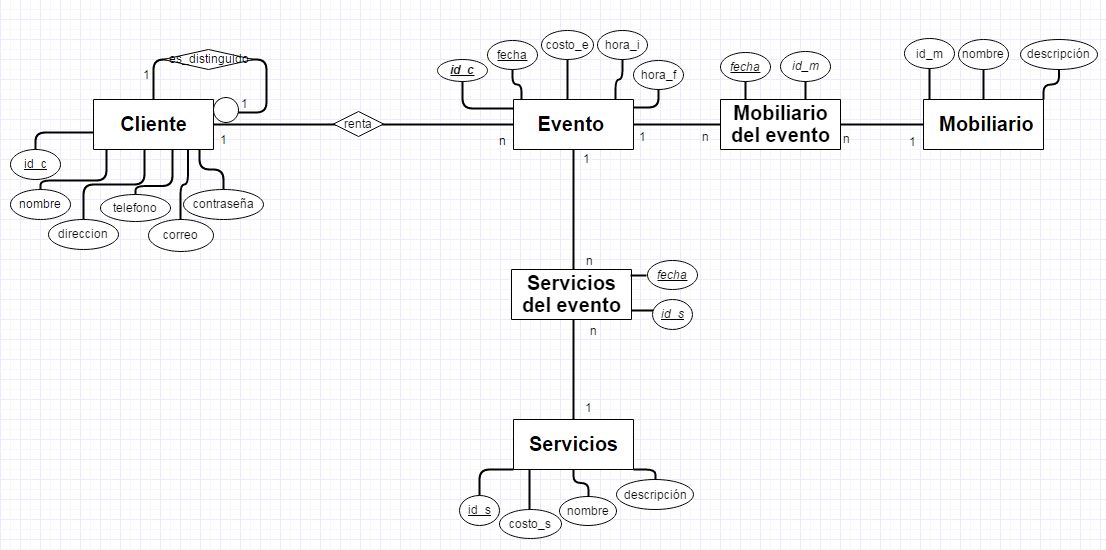 es_distinguido
1
1
Cliente
1
id_c
nombre
direccion
telefono
correo
contraseña
renta
id_c
fecha
costo_e
hora_i
hora_f
Evento
n
1
1
n
fecha
id_m
Mobiliario
del evento
n
1
id_m
nombre
descripción
Mobiliario
n
Servicios
del evento
fecha
id_s
n
1
Servicios
id_s
costo_s
nombre
descripción